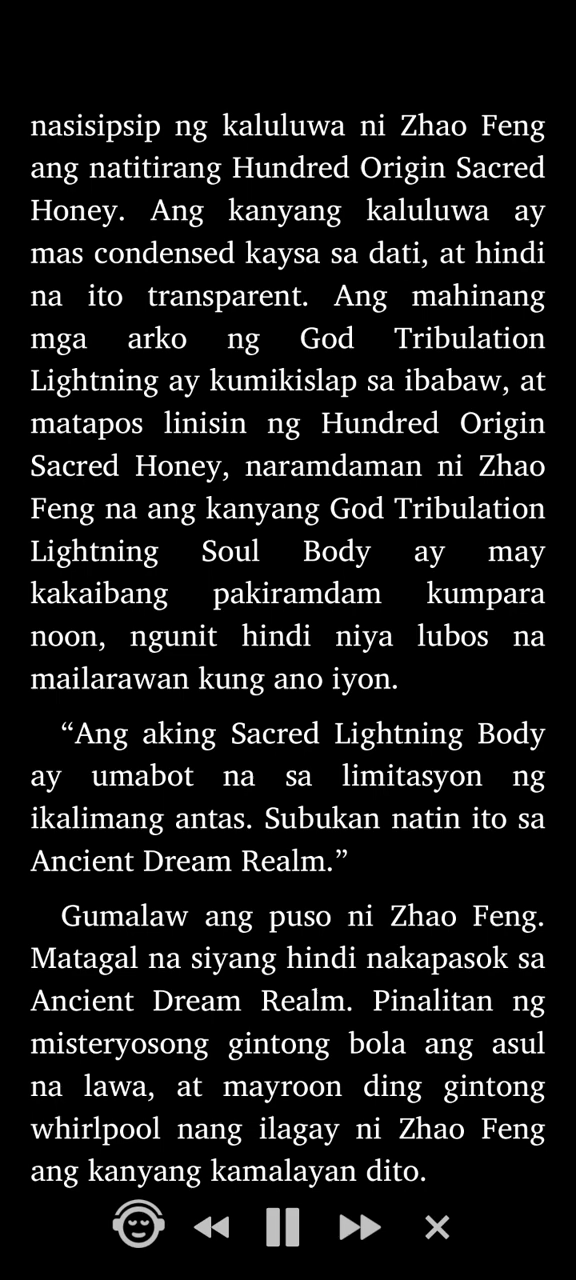 nasisipsip ng kaluluwa ni Zhao Feng
ang natitirang Hundred Origin Sacred
Honey. Ang kanyang kaluluwa ay
mas condensed kaysa sa dati, at hindi
na ito transparent. Ang mahinang
mga arko ng God Tribulation
Lightning ay kumikislap sa ibabaw, at
matapos linisin ng Hundred Origin
Sacred Honey, naramdaman ni Zhao
Feng na ang kanyang God Tribulation
Lightning Soul Body ay may
kakaibang pakiramdam kumpara
noon, ngunit hindi niya lubos na
mailarawan kung ano iyon.
“Ang aking Sacred Lightning Body
ay umabot na sa limitasyon ng
ikalimang antas. Subukan natin ito sa
Ancient Dream Realm.”
Gumalaw ang puso ni Zhao Feng.
Matagal na siyang hindi nakapasok sa
Ancient Dream Realm. Pinalitan ng
misteryosong gintong bola ang asul
na lawa, at mayroon ding gintong
whirlpool nang ilagay ni Zhao Feng
ang kanyang kamalayan dito.